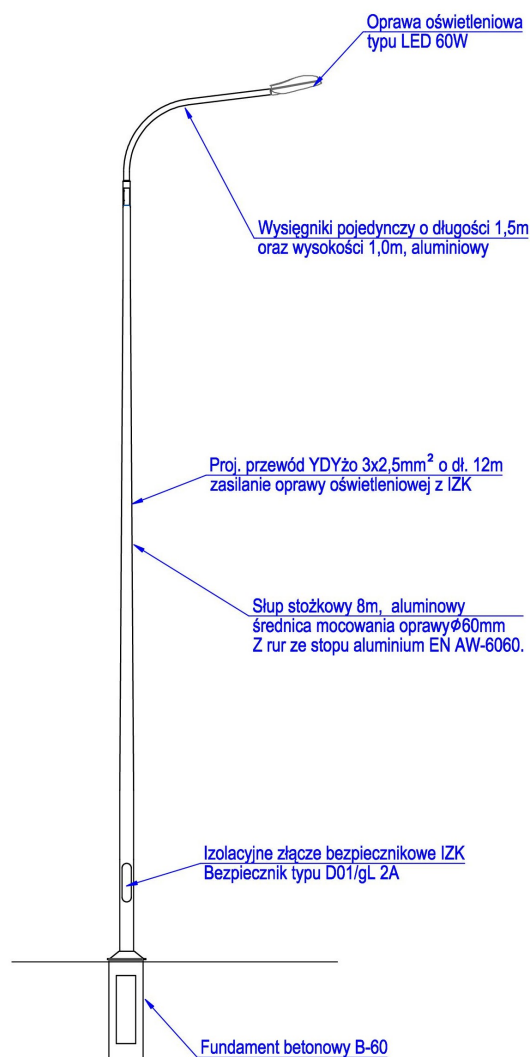 Oprawa oświetleniowa
typu LED 60W
Wysięgniki pojedynczy o długości 1,5m
oraz wysokości 1,0m, aluminiowy
Proj. przewód YDYżo 3x2,5mm² o dł. 12m
zasilanie oprawy oświetleniowej z IZK
Słup stożkowy 8m, aluminowy
średnica mocowania oprawyϕ60mm
Z rur ze stopu aluminium EN AW-6060.
Izolacyjne złącze bezpiecznikowe IZK
Bezpiecznik typu D01/gL 2A
Fundament betonowy B-60